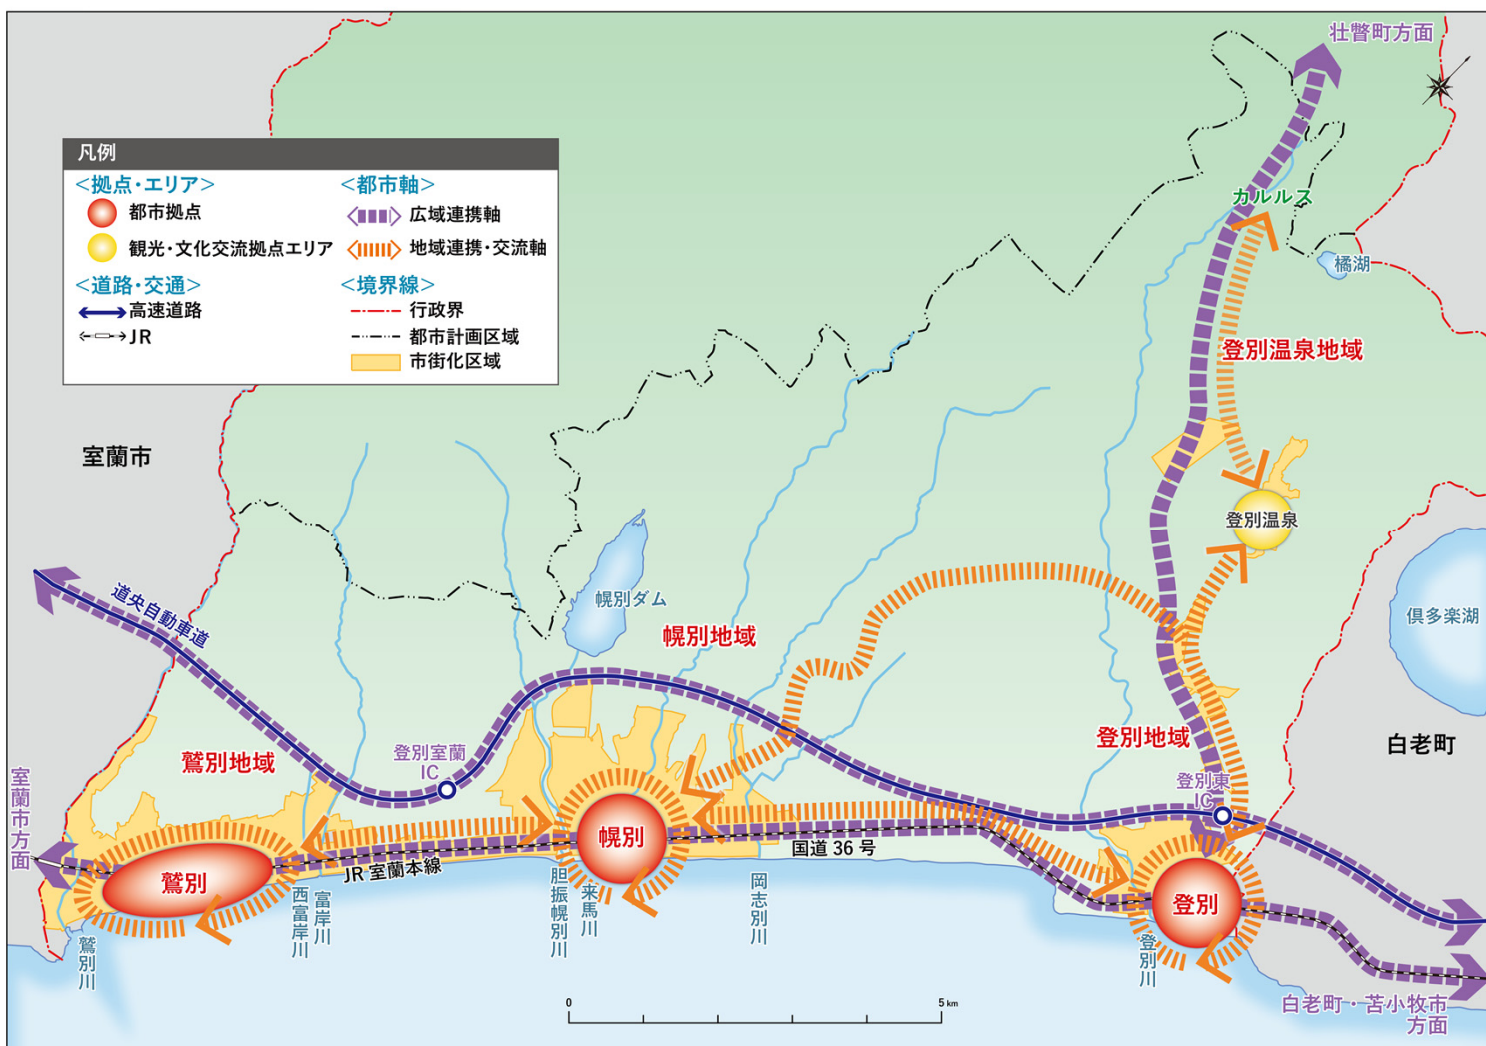 壮瞥町方面
凡例
<拠点・エリア>
都市拠点
観光・文化交流拠点エリア
<道路・交通>
高速道路
JR
<都市軸>
広域連携軸
地域連携・交流軸
<境界線>
行政界
都市計画区域
市街化区域
カルルス
橘湖
登別温泉地域
室蘭市
登別温泉
道央自動車道
幌別ダム
幌別地域
倶多楽湖
鷲別地域
登別室蘭
IC
登別地域
白老町
登別東
IC
室蘭市方面
幌別
国道36号
JR室蘭本線
鷲別
登別
鷲別川
西富岸川
富岸川
胆振幌別川
来馬川
岡志別川
登別川
白老町・苫小牧市
方面
0
5km